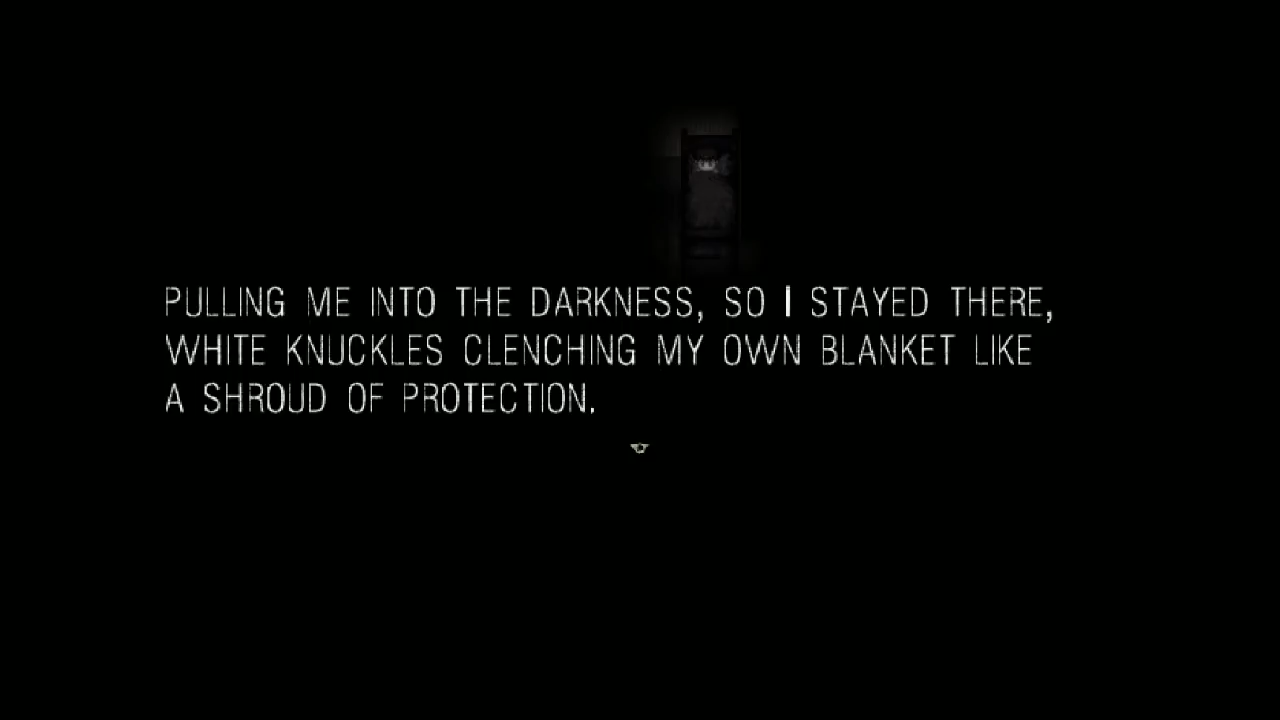 PULLING ME INTO THE DARKNESS, SO I STAYED THERE,
WHITE KNUCKLES CLENCHING MY OWN BLANKET LIKE
A SHROUD OF PROTECTION.